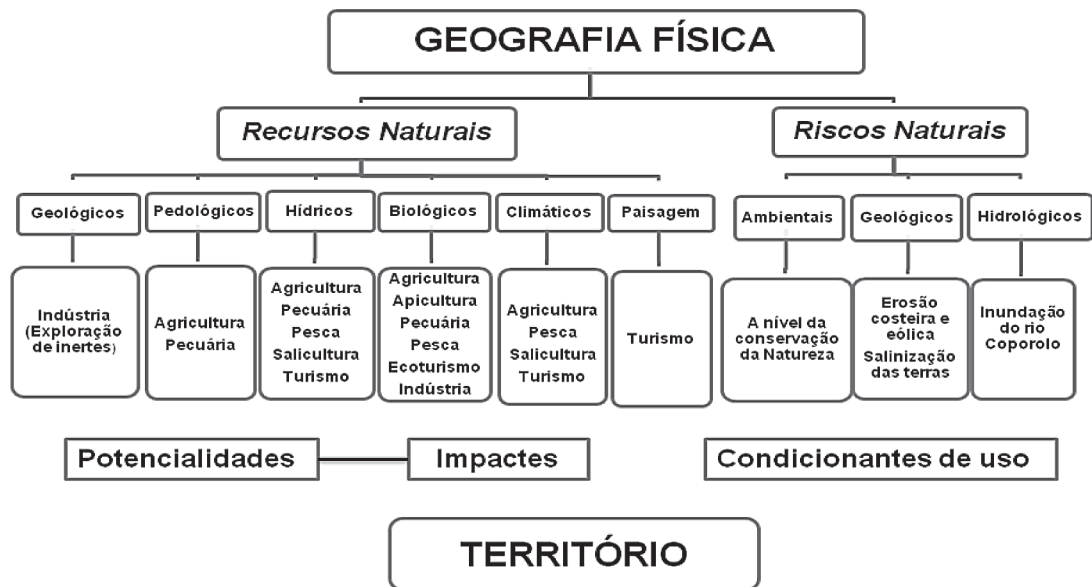 GEOGRAFIA FÍSICA
Recursos Naturais
Riscos Naturais
Geológicos
Pedológicos
Hídricos
Biológicos
Climáticos
Paisagem
Ambientais
Geológicos
Hidrológicos
Indústria
(Exploração
de inertes)
Agricultura
Pecuária
Agricultura
Pecuária
Pesca
Salicultura
Turismo
Agricultura
Apicultura
Pecuária
Pesca
Ecoturismo
Indústria
Agricultura
Pesca
Salicultura
Turismo
Turismo
A nível da
conservação
da Natureza
Erosão
costeira e
eólica
Salinização
das terras
Inundação
do rio
Coporolo
Potencialidades
Impactes
Condicionantes de uso
TERRITÓRIO